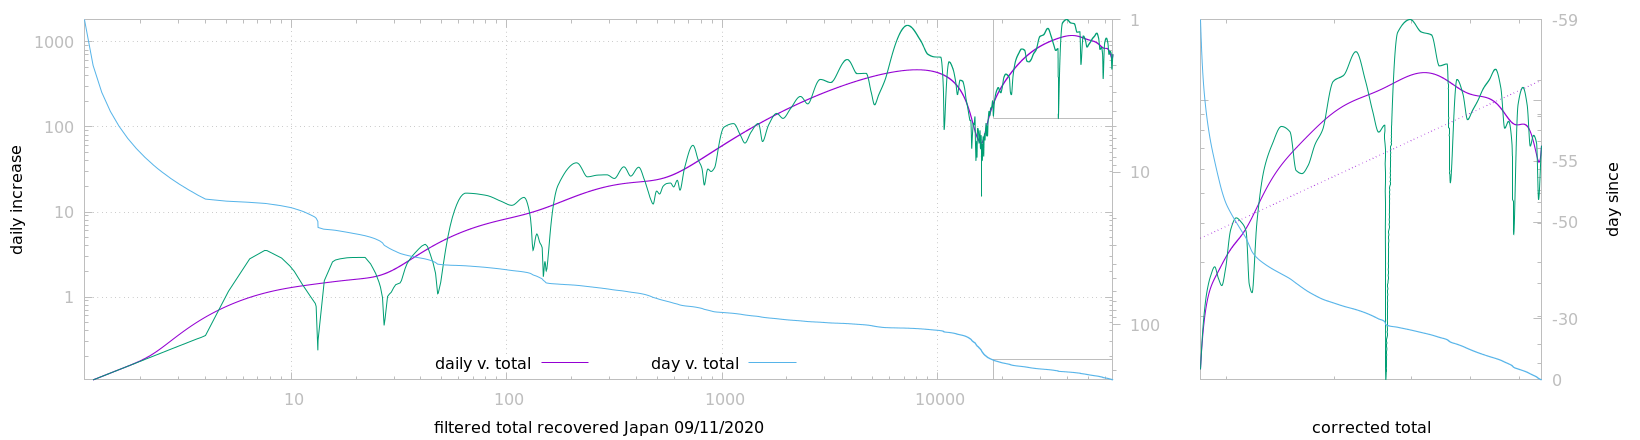 daily increase
1000
100
10
1
daily v. total
day v. total
10
100
1000
10000
filtered total recovered Japan 09/11/2020
1
10
100
-59
-55
-50
-30
0
day since
corrected total